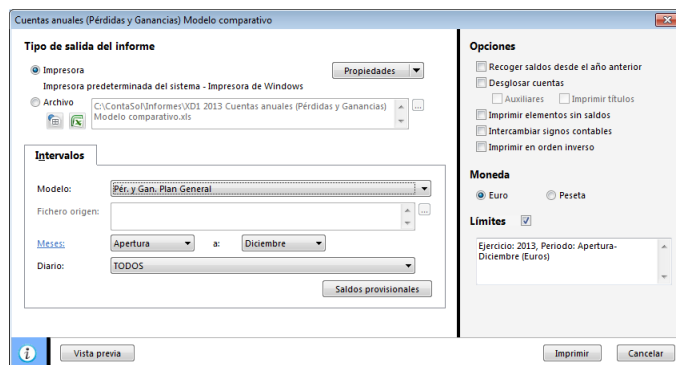 Cuentas anuales (Pérdidas y Ganancias) Modelo comparativo
Tipo de salida del informe
Impresora
Propiedades
Impresora predeterminada del sistema - Impresora de Windows
Archivo
C:\ContaSol\Informes\XD1 2013 Cuentas anuales (Pérdidas y Ganancias)
Modelo comparativo.xls
...
Intervalos
Modelo:
Pér. y Gan. Plan General
Fichero origen:
...
Meses:
Apertura
a:
Diciembre
Diario:
TODOS
Saldos provisionales
Opciones
Recoger saldos desde el año anterior
Desglosar cuentas
Auxiliares
Imprimir títulos
Imprimir elementos sin saldos
Intercambiar signos contables
Imprimir en orden inverso
Moneda
Euro
Peseta
Límites
Ejercicio: 2013, Periodo: Apertura-
Diciembre (Euros)
i
Vista previa
Imprimir
Cancelar